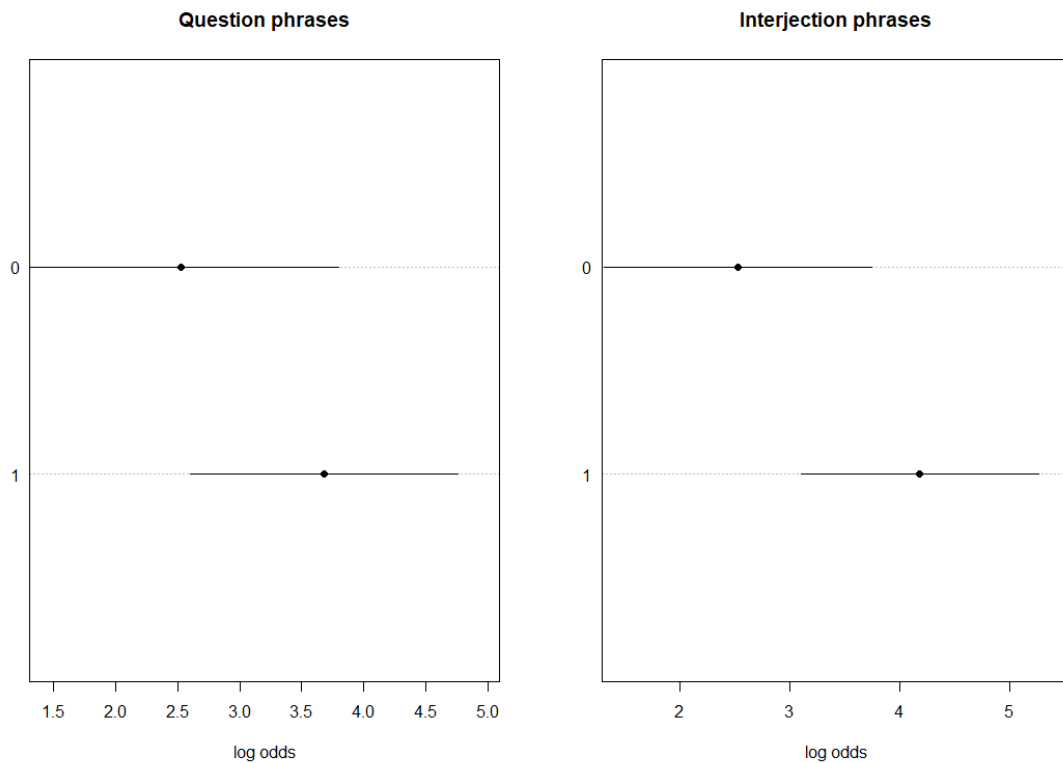 Question phrases
0
1
1.5 2.0 2.5 3.0 3.5 4.0 4.5 5.0
log odds
Interjection phrases
0
1
2 3 4 5
log odds